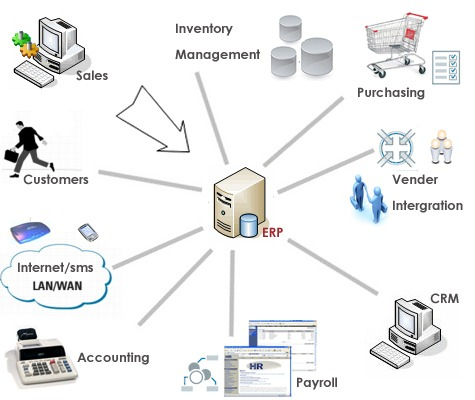 Inventory
Management
Sales
Purchasing
Customers
Vender
Intergration
ERP
Internet/sms
LAN/WAN
CRM
Accounting
HR
Payroll